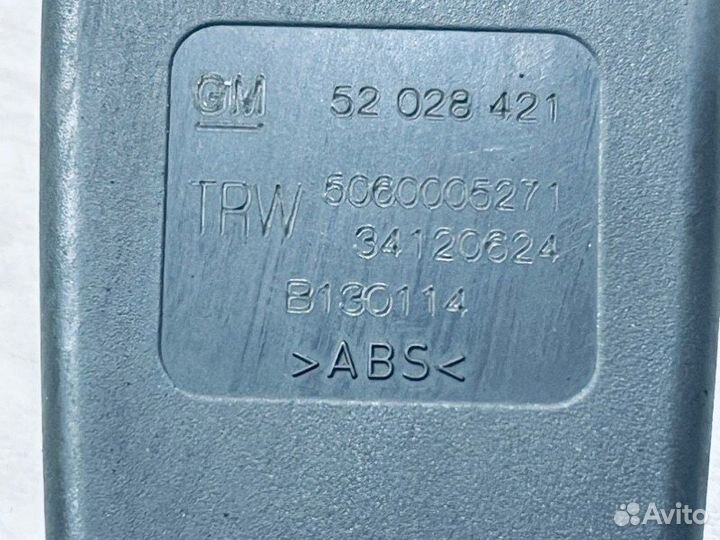 GM 52 028 421
TRW 5060005271
34120624
B130114
>ABS<
Avito